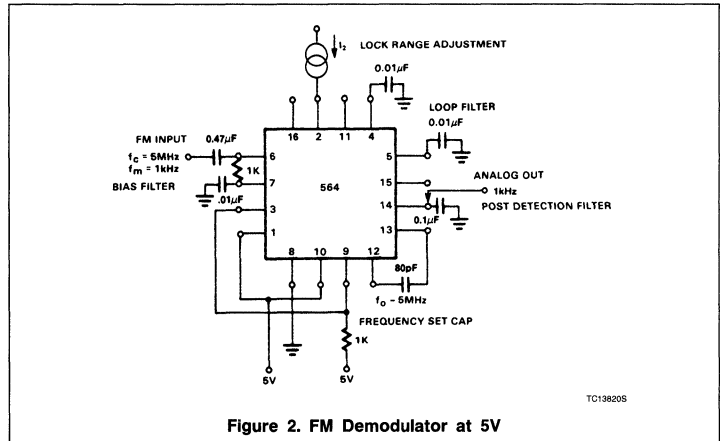 I₂ LOCK RANGE ADJUSTMENT
0.01μF
LOOP FILTER
0.01μF
16 2 11 4
FM INPUT 0.47μF
f_c = 5MHz
f_m = 1kHz
BIAS FILTER
.01μF
1K
6
7
3
1
564
5
15
14
13
ANALOG OUT
1kHz
0.1μF POST DETECTION FILTER
8 10 9 12
80pF
f_o ~ 5MHz
FREQUENCY SET CAP
1K
5V 5V
TC13820S
Figure 2. FM Demodulator at 5V